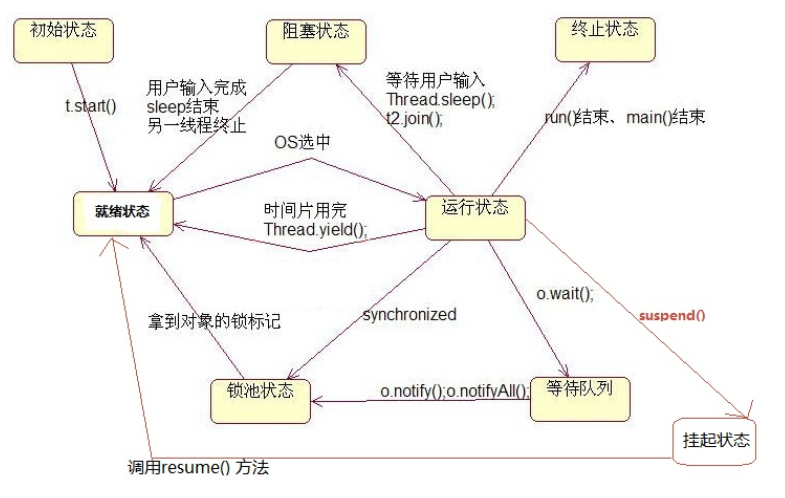 初始状态
阻塞状态
终止状态
t.start()
用户输入完成
sleep结束
另一线程终止
等待用户输入
Thread.sleep();
t2.join();
run()结束、main()结束
OS选中
就绪状态
时间片用完
Thread.yield();
运行状态
o.wait();
suspend()
synchronized
拿到对象的锁标记
锁池状态
o.notify();o.notifyAll();
等待队列
挂起状态
调用resume() 方法